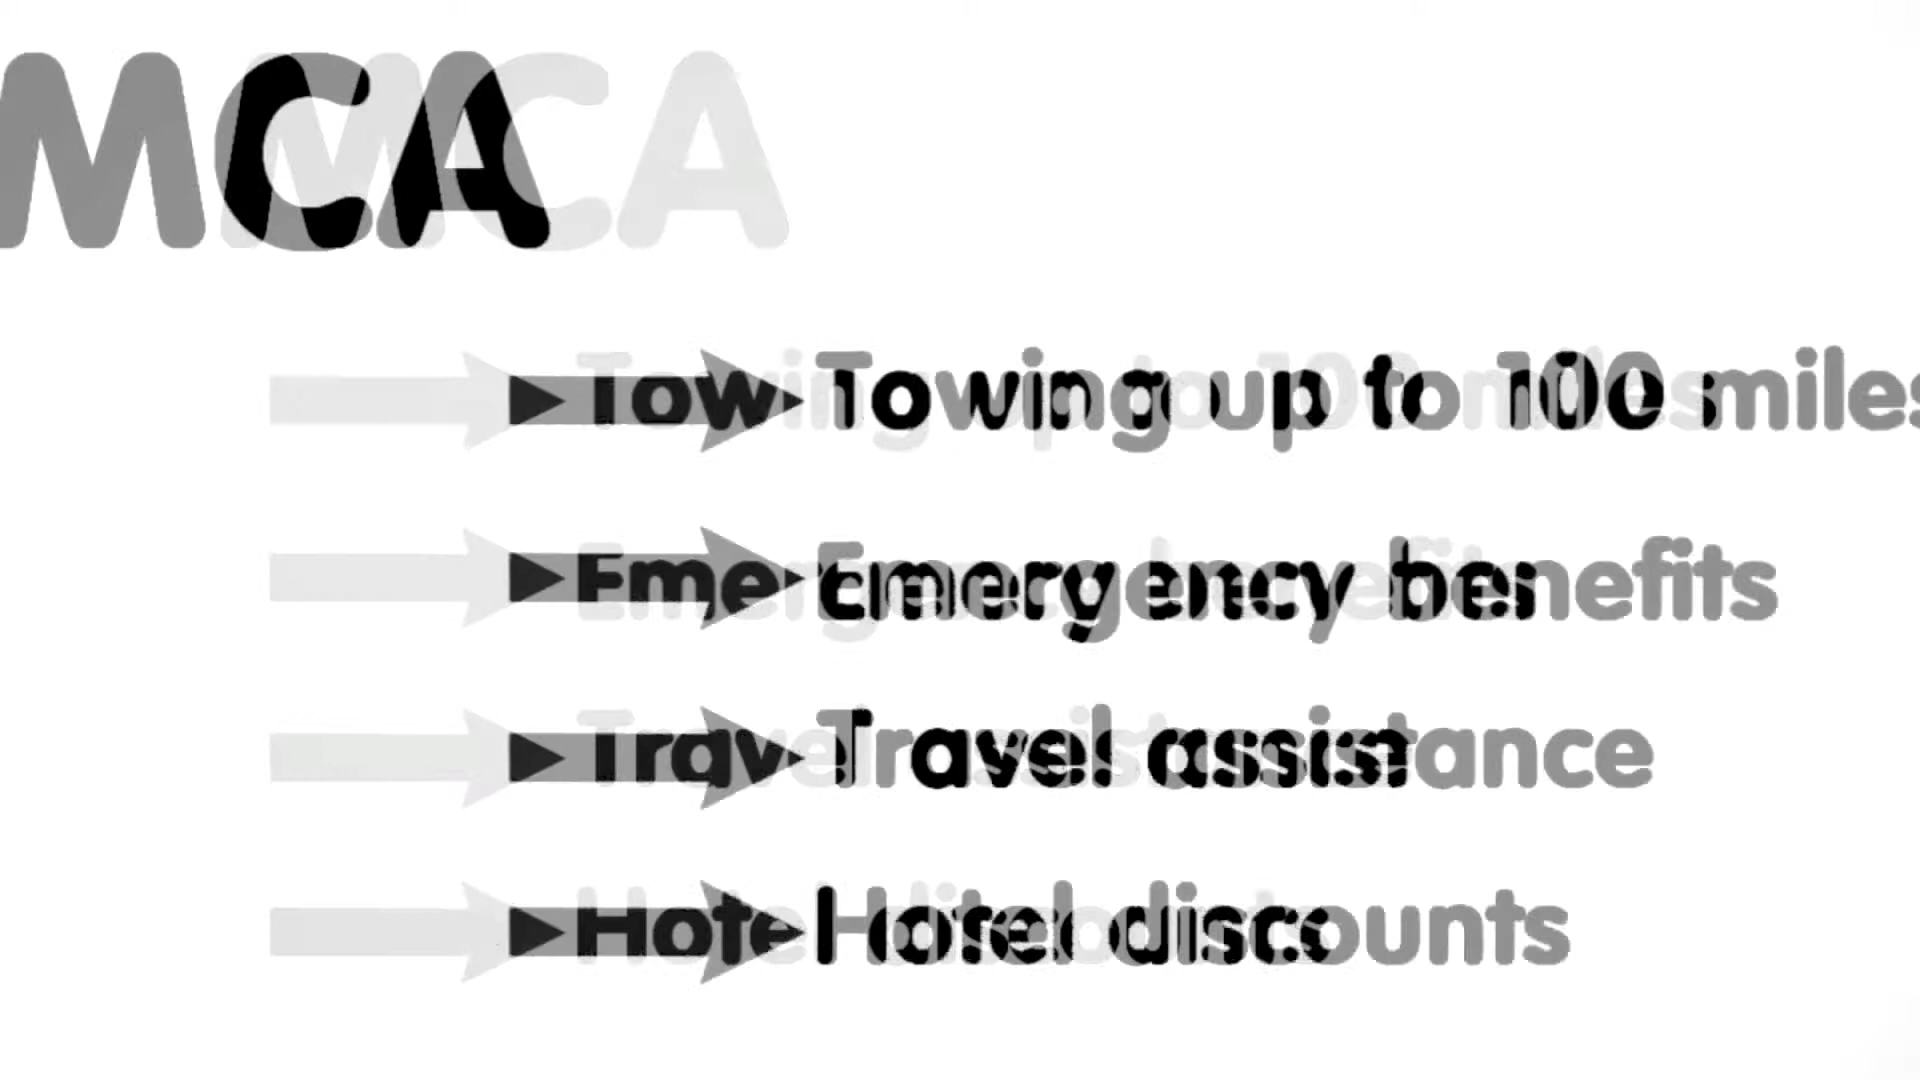 MCA
Towing up to 100 miles
Emergency benefits
Travel assistance
Hotel discounts